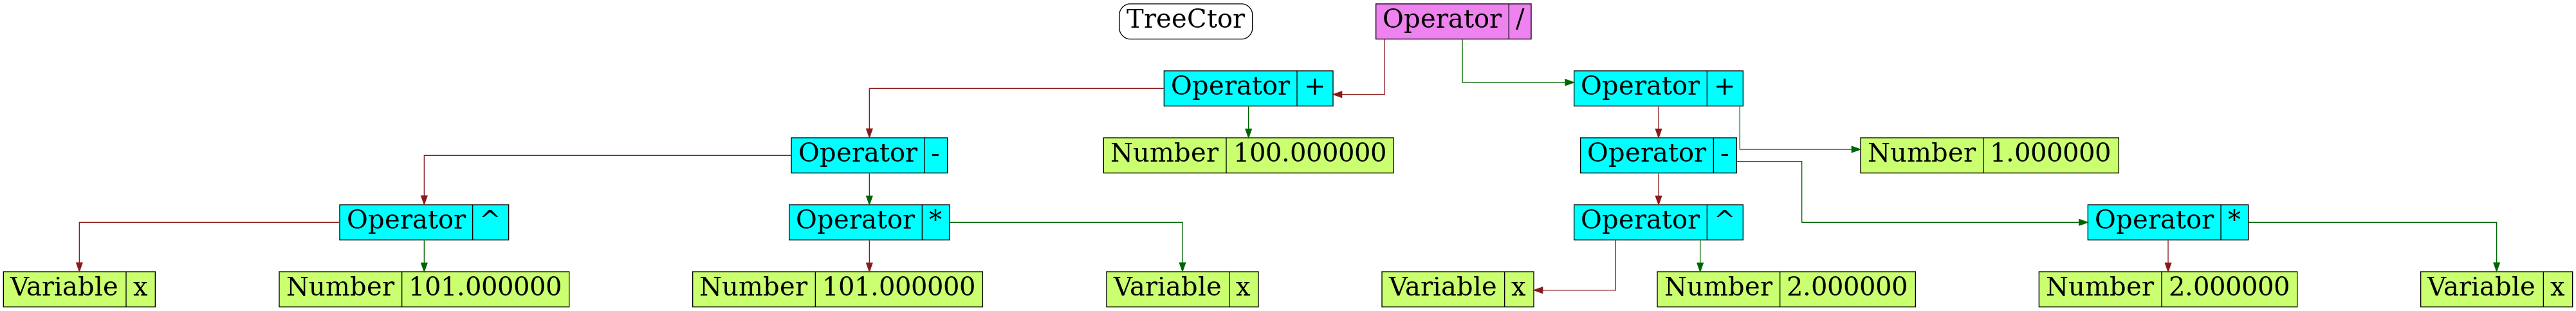 TreeCtor
Operator /
Operator +
Operator +
Operator -
Number 100.000000
Operator -
Number 1.000000
Operator ^
Operator *
Operator ^
Operator *
Variable x
Number 101.000000
Number 101.000000
Variable x
Variable x
Number 2.000000
Number 2.000000
Variable x